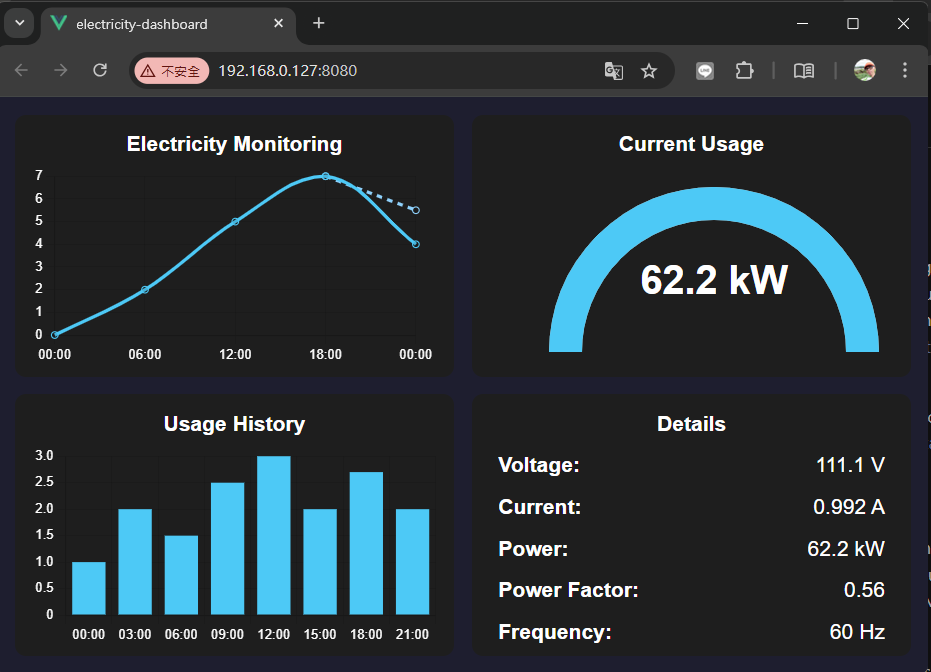 electricity-dashboard
不安全 192.168.0.127:8080
Electricity Monitoring
7
6
5
4
3
2
1
0
00:00 06:00 12:00 18:00 00:00
Current Usage
62.2 kW
Usage History
3.0
2.5
2.0
1.5
1.0
0.5
0
00:00 03:00 06:00 09:00 12:00 15:00 18:00 21:00
Details
Voltage: 111.1 V
Current: 0.992 A
Power: 62.2 kW
Power Factor: 0.56
Frequency: 60 Hz